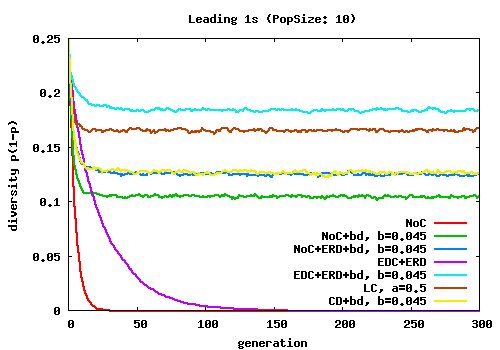 Leading 1s (PopSize: 10)
0.25
0.2
0.15
0.1
0.05
0
diversity p(1-p)
NoC
NoC+bd, b=0.045
NoC+ERD+bd, b=0.045
EDC+ERD
EDC+ERD+bd, b=0.045
LC, a=0.5
CD+bd, b=0.045
0 50 100 150 200 250 300
generation